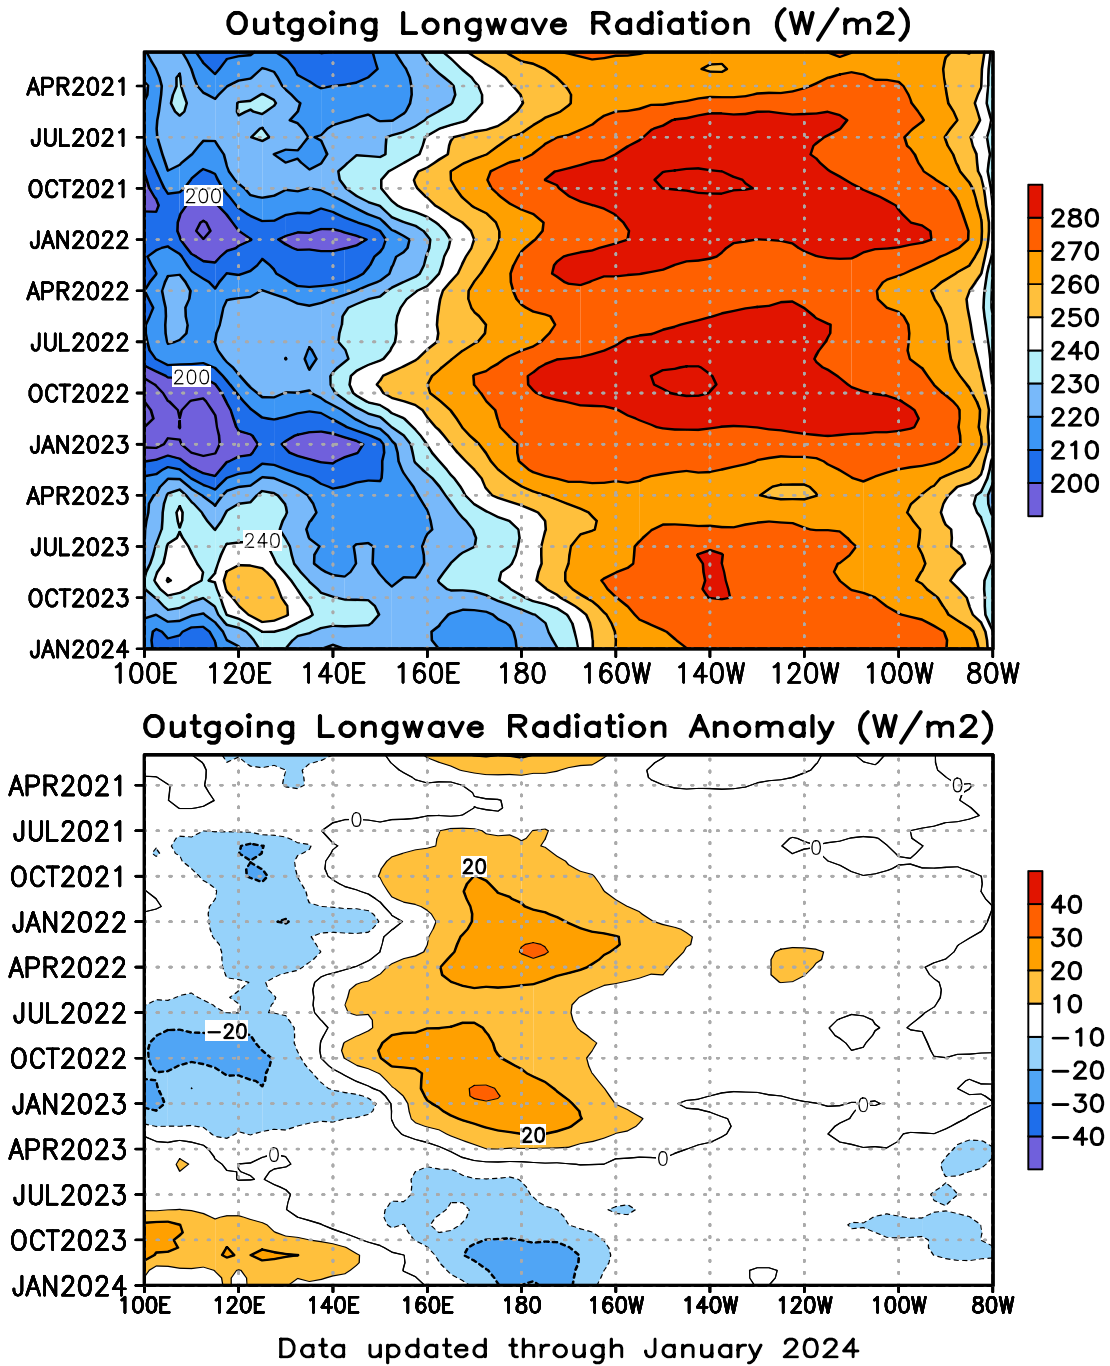 Outgoing Longwave Radiation (W/m2)
APR2021
JUL2021
OCT2021
JAN2022
APR2022
JUL2022
OCT2022
JAN2023
APR2023
JUL2023
OCT2023
JAN2024
200
200
240
100E 120E 140E 160E 180 160W 140W 120W 100W 80W
280
270
260
250
240
230
220
210
200
Outgoing Longwave Radiation Anomaly (W/m2)
APR2021
JUL2021
OCT2021
JAN2022
APR2022
JUL2022
OCT2022
JAN2023
APR2023
JUL2023
OCT2023
JAN2024
0
0
0
20
−20
0
20
0
0
100E 120E 140E 160E 180 160W 140W 120W 100W 80W
40
30
20
10
−10
−20
−30
−40
Data updated through January 2024